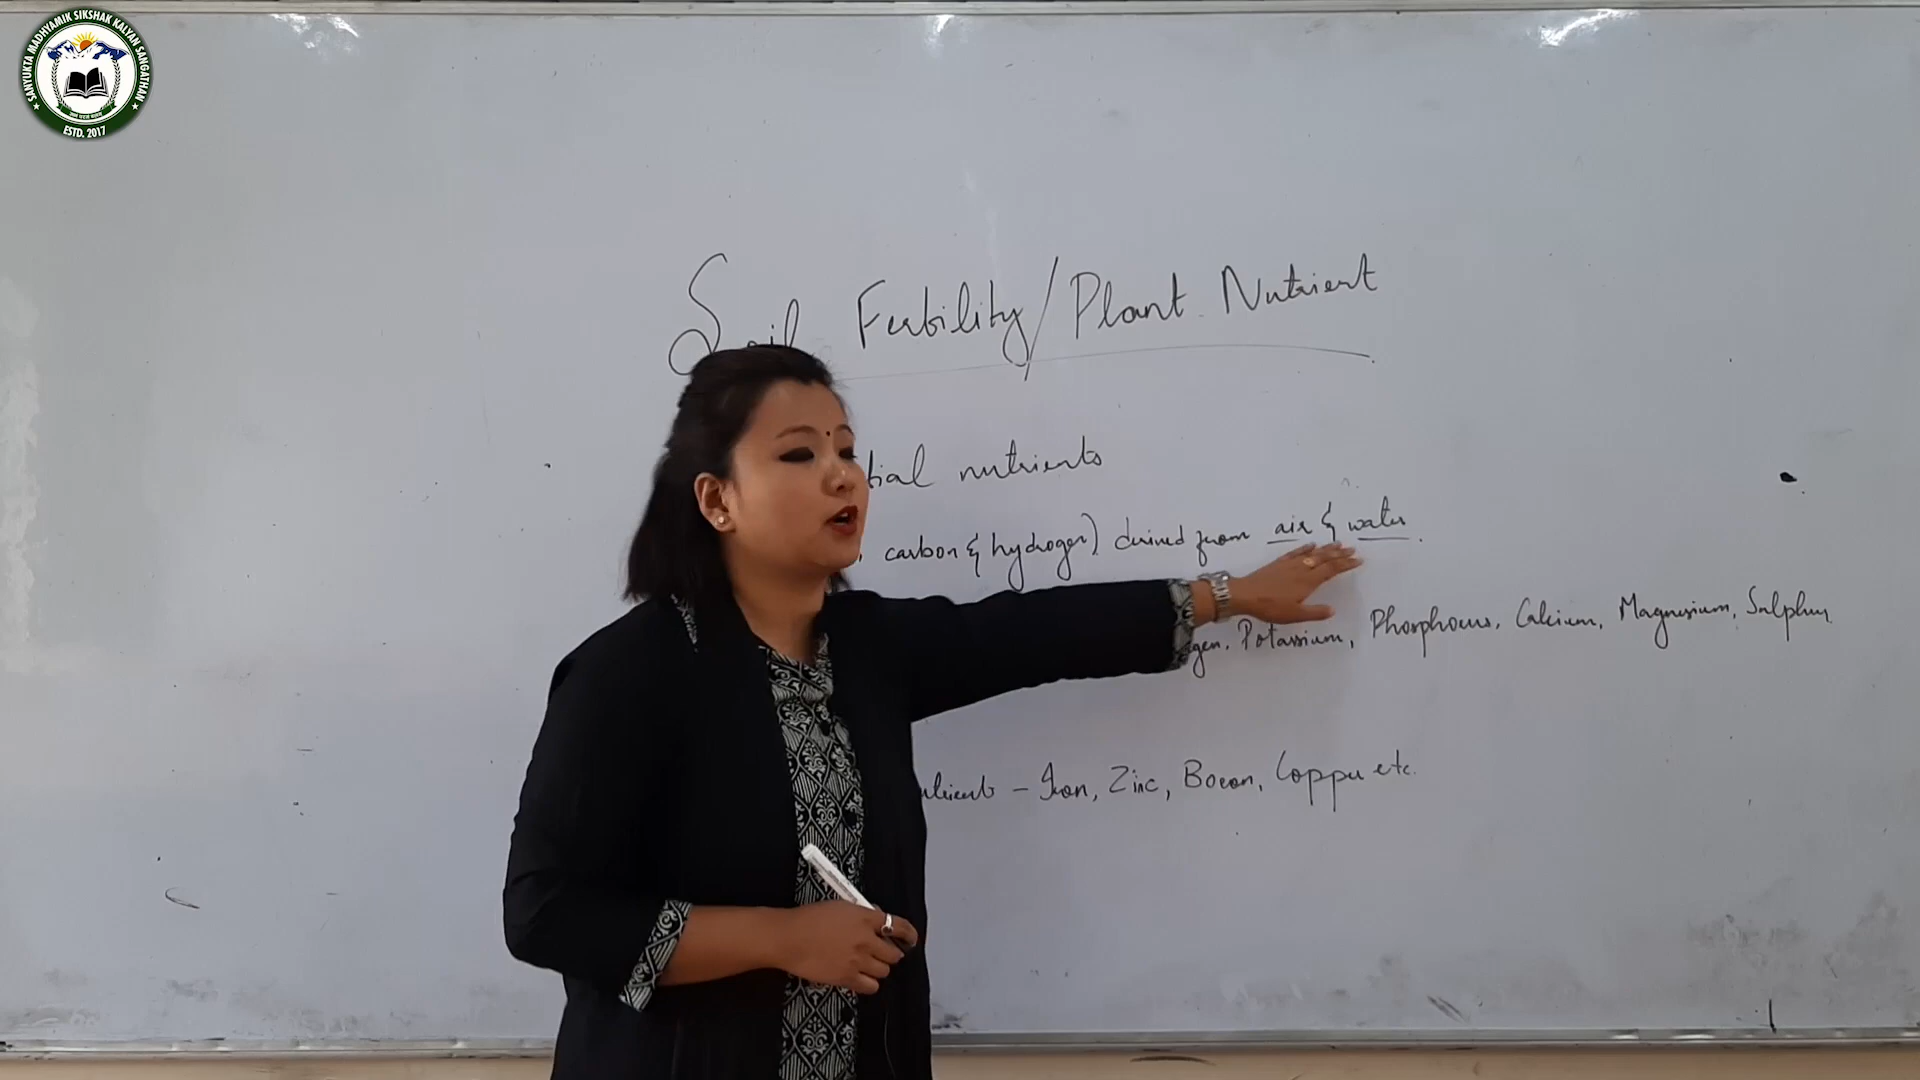 SANYUKTA MADHYAMIK SIKSHAK KALYAN SANGATHAN
ESTD. 2017
Soil Fertility/Plant Nutrient
tial nutrients
, carbon & hydrogen) derived from air & water.
gen, Potassium, Phosphorus, Calcium, Magnesium, Sulphur
utrient - Iron, Zinc, Boron, Copper etc.